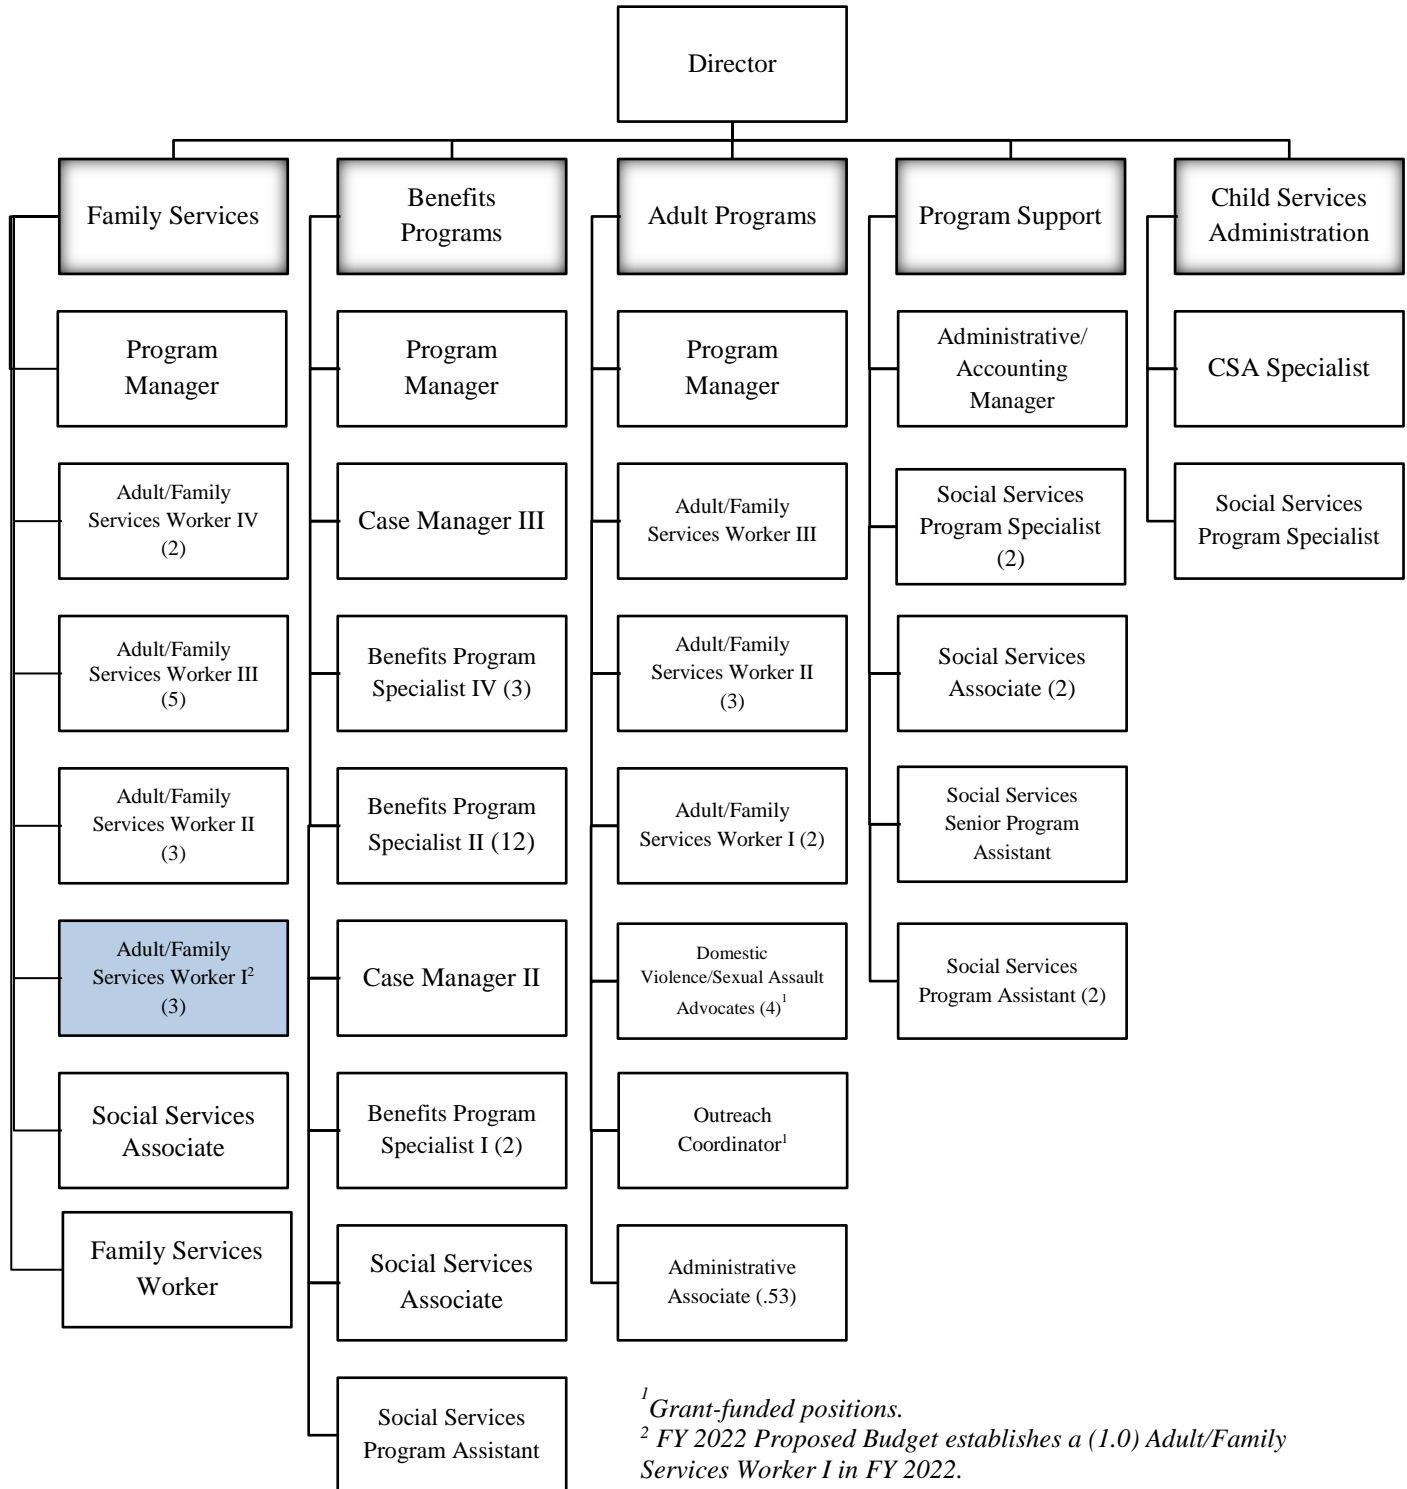 Director
Family Services
Benefits
Programs
Adult Programs
Program Support
Child Services
Administration
Program
Manager
Adult/Family
Services Worker IV
(2)
Adult/Family
Services Worker III
(5)
Adult/Family
Services Worker II
(3)
Adult/Family
Services Worker I²
(3)
Social Services
Associate
Family Services
Worker
Program
Manager
Case Manager III
Benefits Program
Specialist IV (3)
Benefits Program
Specialist II (12)
Case Manager II
Benefits Program
Specialist I (2)
Social Services
Associate
Social Services
Program Assistant
Program
Manager
Adult/Family
Services Worker III
Adult/Family
Services Worker II
(3)
Adult/Family
Services Worker I (2)
Domestic
Violence/Sexual Assault
Advocates (4)¹
Outreach
Coordinator¹
Administrative
Associate (.53)
Administrative/
Accounting
Manager
Social Services
Program Specialist
(2)
Social Services
Associate (2)
Social Services
Senior Program
Assistant
Social Services
Program Assistant (2)
CSA Specialist
Social Services
Program Specialist
¹Grant-funded positions.
² FY 2022 Proposed Budget establishes a (1.0) Adult/Family
Services Worker I in FY 2022.